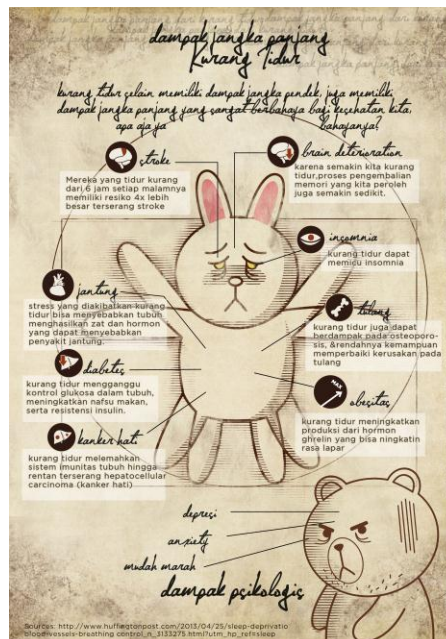 dampak jangka panjang
Kurang Tidur
kurang tidur selain memiliki dampak jangka pendek, juga memiliki
dampak jangka panjang yang sangat berbahaya bagi kesehatan kita,
apa aja ya bahayanya?
stroke
Mereka yang tidur kurang
dari 6 jam setiap malamnya
memiliki resiko 4x lebih
besar terserang stroke
brain deterioration
karena semakin kita kurang
tidur,proses pengembalian
memori yang kita peroleh
juga semakin sedikit.
insomnia
kurang tidur dapat
memicu insomnia
jantung
stress yang diakibatkan kurang
tidur bisa menyebabkan tubuh
menghasilkan zat dan hormon
yang dapat menyebabkan
penyakit jantung.
tulang
kurang tidur juga dapat
berdampak pada osteoporo-
sis, &rendahnya kemampuan
memperbaiki kerusakan pada
tulang
diabetes
kurang tidur mengganggu
kontrol glukosa dalam tubuh,
meningkatkan nafsu makan,
serta resistensi insulin.
MAX
obesitas
kurang tidur meningkatkan
produksi dari hormon
ghrelin yang bisa ningkatin
rasa lapar
kanker hati
kurang tidur melemahkan
sistem imunitas tubuh hingga
rentan terserang hepatocellular
carcinoma (kanker hati)
depresi
anxiety
mudah marah
dampak psikologis
Sources: http://www.huffingtonpost.com/2013/04/25/sleep-deprivatio